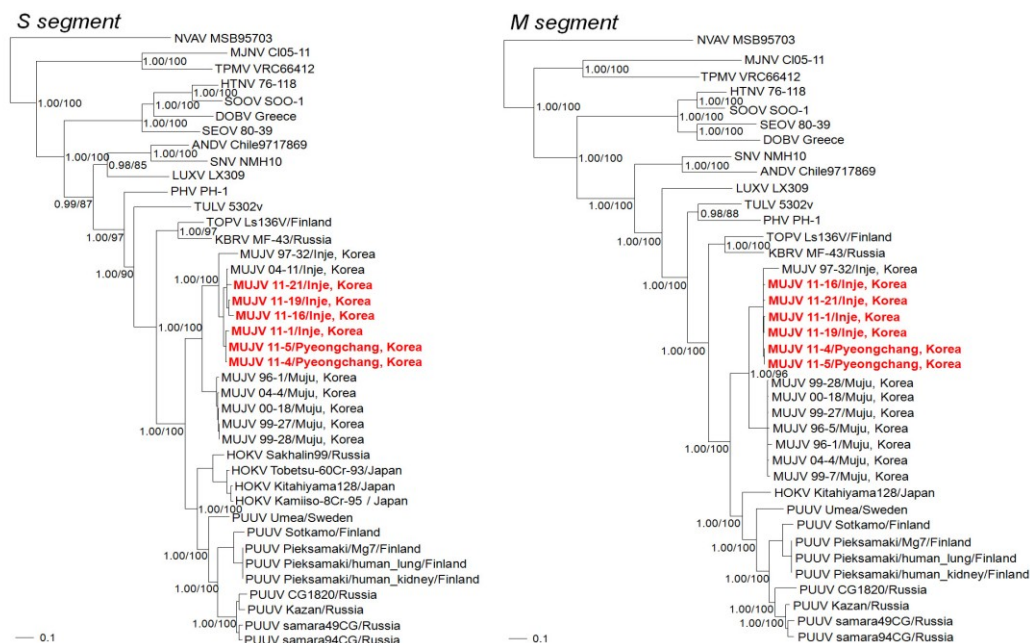 S segment
NVAV MSB95703
MJNV CI05-11
TPMV VRC66412
1.00/100
1.00/100
HTNV 76-118
1.00/100
SOOV SOO-1
DOBV Greece
1.00/100
1.00/100
SEOV 80-39
ANDV Chile9717869
1.00/100
1.00/100
SNV NMH10
0.98/85
LUXV LX309
PHV PH-1
0.99/87
TULV 5302v
TOPV Ls136V/Finland
1.00/97
KBRV MF-43/Russia
1.00/97
MUJV 97-32/Inje, Korea
MUJV 04-11/Inje, Korea
1.00/90
1.00/100
MUJV 11-21/Inje, Korea
MUJV 11-19/Inje, Korea
MUJV 11-16/Inje, Korea
1.00/100
MUJV 11-1/Inje, Korea
MUJV 11-5/Pyeongchang, Korea
MUJV 11-4/Pyeongchang, Korea
MUJV 96-1/Muju, Korea
MUJV 04-4/Muju, Korea
MUJV 00-18/Muju, Korea
MUJV 99-27/Muju, Korea
1.00/100
MUJV 99-28/Muju, Korea
HOKV Sakhalin99/Russia
HOKV Tobetsu-60Cr-93/Japan
HOKV Kitahiyama128/Japan
HOKV Kamiiso-8Cr-95 / Japan
1.00/100
PUUV Umea/Sweden
PUUV Sotkamo/Finland
1.00/100
PUUV Pieksamaki/Mg7/Finland
PUUV Pieksamaki/human_lung/Finland
1.00/100
PUUV Pieksamaki/human_kidney/Finland
PUUV CG1820/Russia
PUUV Kazan/Russia
1.00/100
PUUV samara49CG/Russia
PUUV samara94CG/Russia
0.1
M segment
NVAV MSB95703
MJNV CI05-11
1.00/100
TPMV VRC66412
1.00/100
HTNV 76-118
1.00/100
SOOV SOO-1
1.00/100
SEOV 80-39
1.00/100
DOBV Greece
SNV NMH10
1.00/100
ANDV Chile9717869
LUXV LX309
1.00/100
TULV 5302v
0.98/88
PHV PH-1
1.00/100
TOPV Ls136V/Finland
1.00/100
KBRV MF-43/Russia
1.00/100
MUJV 97-32/Inje, Korea
MUJV 11-16/Inje, Korea
MUJV 11-21/Inje, Korea
MUJV 11-1/Inje, Korea
MUJV 11-19/Inje, Korea
1.00/100
MUJV 11-4/Pyeongchang, Korea
MUJV 11-5/Pyeongchang, Korea
1.00/96
MUJV 99-28/Muju, Korea
MUJV 00-18/Muju, Korea
MUJV 99-27/Muju, Korea
MUJV 96-5/Muju, Korea
1.00/100
MUJV 96-1/Muju, Korea
MUJV 04-4/Muju, Korea
MUJV 99-7/Muju, Korea
HOKV Kitahiyama128/Japan
PUUV Umea/Sweden
1.00/100
PUUV Sotkamo/Finland
PUUV Pieksamaki/Mg7/Finland
PUUV Pieksamaki/human_lung/Finland
1.00/100
PUUV Pieksamaki/human_kidney/Finland
1.00/100
PUUV CG1820/Russia
PUUV Kazan/Russia
PUUV samara49CG/Russia
1.00/100
PUUV samara94CG/Russia
0.1